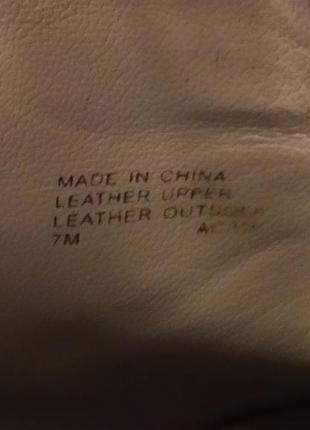 MADE IN CHINA
LEATHER UPPER
LEATHER OUTSOLE
7M